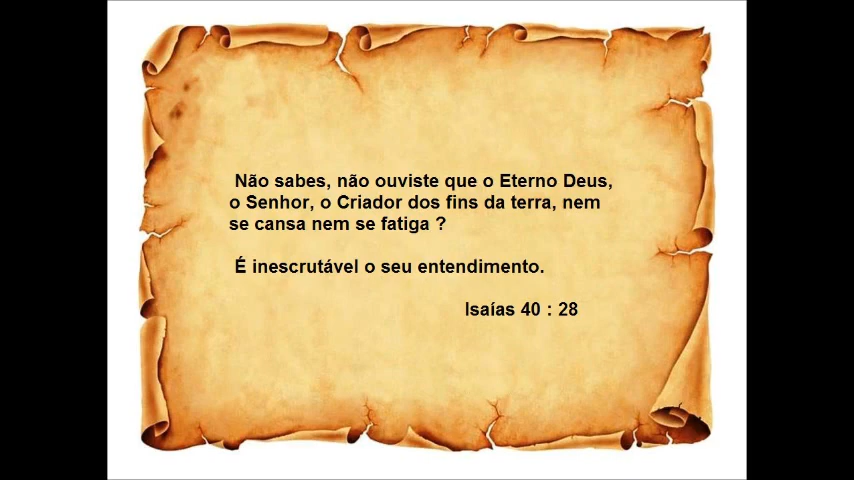 Não sabes, não ouviste que o Eterno Deus,
o Senhor, o Criador dos fins da terra, nem
se cansa nem se fatiga ?
É inescrutável o seu entendimento.
Isaías 40 : 28